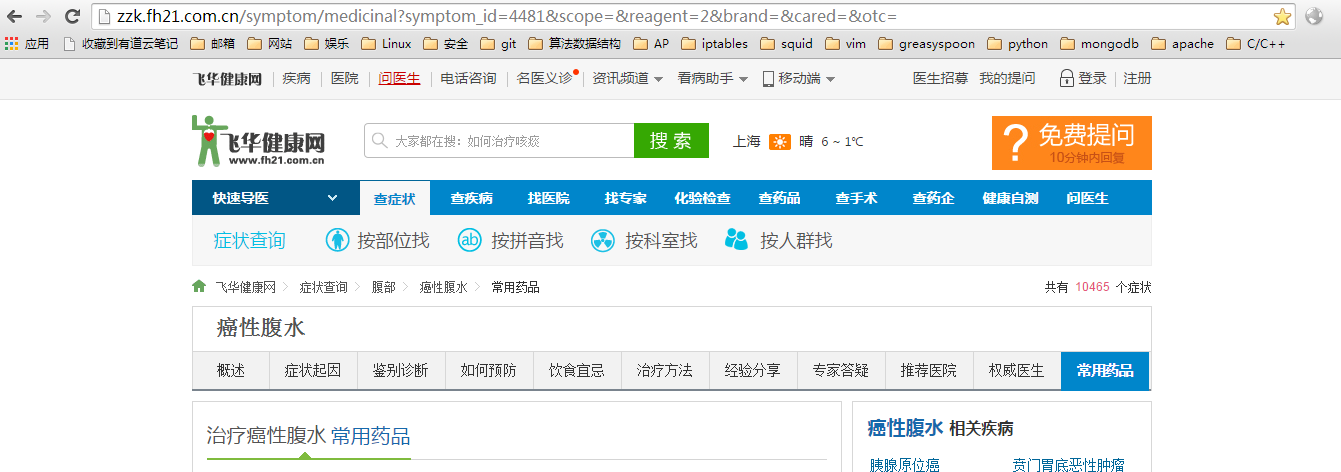 zzk.fh21.com.cn/symptom/medicinal?symptom_id=4481&scope=&reagent=2&brand=&cared=&otc=
应用 收藏到有道云笔记 邮箱 网站 娱乐 Linux 安全 git 算法数据结构 AP iptables squid vim greasyspoon python mongodb apache C/C++
飞华健康网 疾病 医院 问医生 电话咨询 名医义诊 资讯频道 看病助手 移动端 医生招募 我的提问 登录 注册
飞华健康网
www.fh21.com.cn
大家都在搜：如何治疗咳痰 搜 索 上海 晴 6 ~ 1℃
? 免费提问
10分钟内回复
快速导医 查症状 查疾病 找医院 找专家 化验检查 查药品 查手术 查药企 健康自测 问医生
症状查询 按部位找 ab 按拼音找 按科室找 按人群找
飞华健康网 症状查询 腹部 癌性腹水 常用药品 共有 10465 个症状
癌性腹水
概述 症状起因 鉴别诊断 如何预防 饮食宜忌 治疗方法 经验分享 专家答疑 推荐医院 权威医生 常用药品
治疗癌性腹水 常用药品
癌性腹水 相关疾病
胰腺原位癌 贲门胃底恶性肿瘤